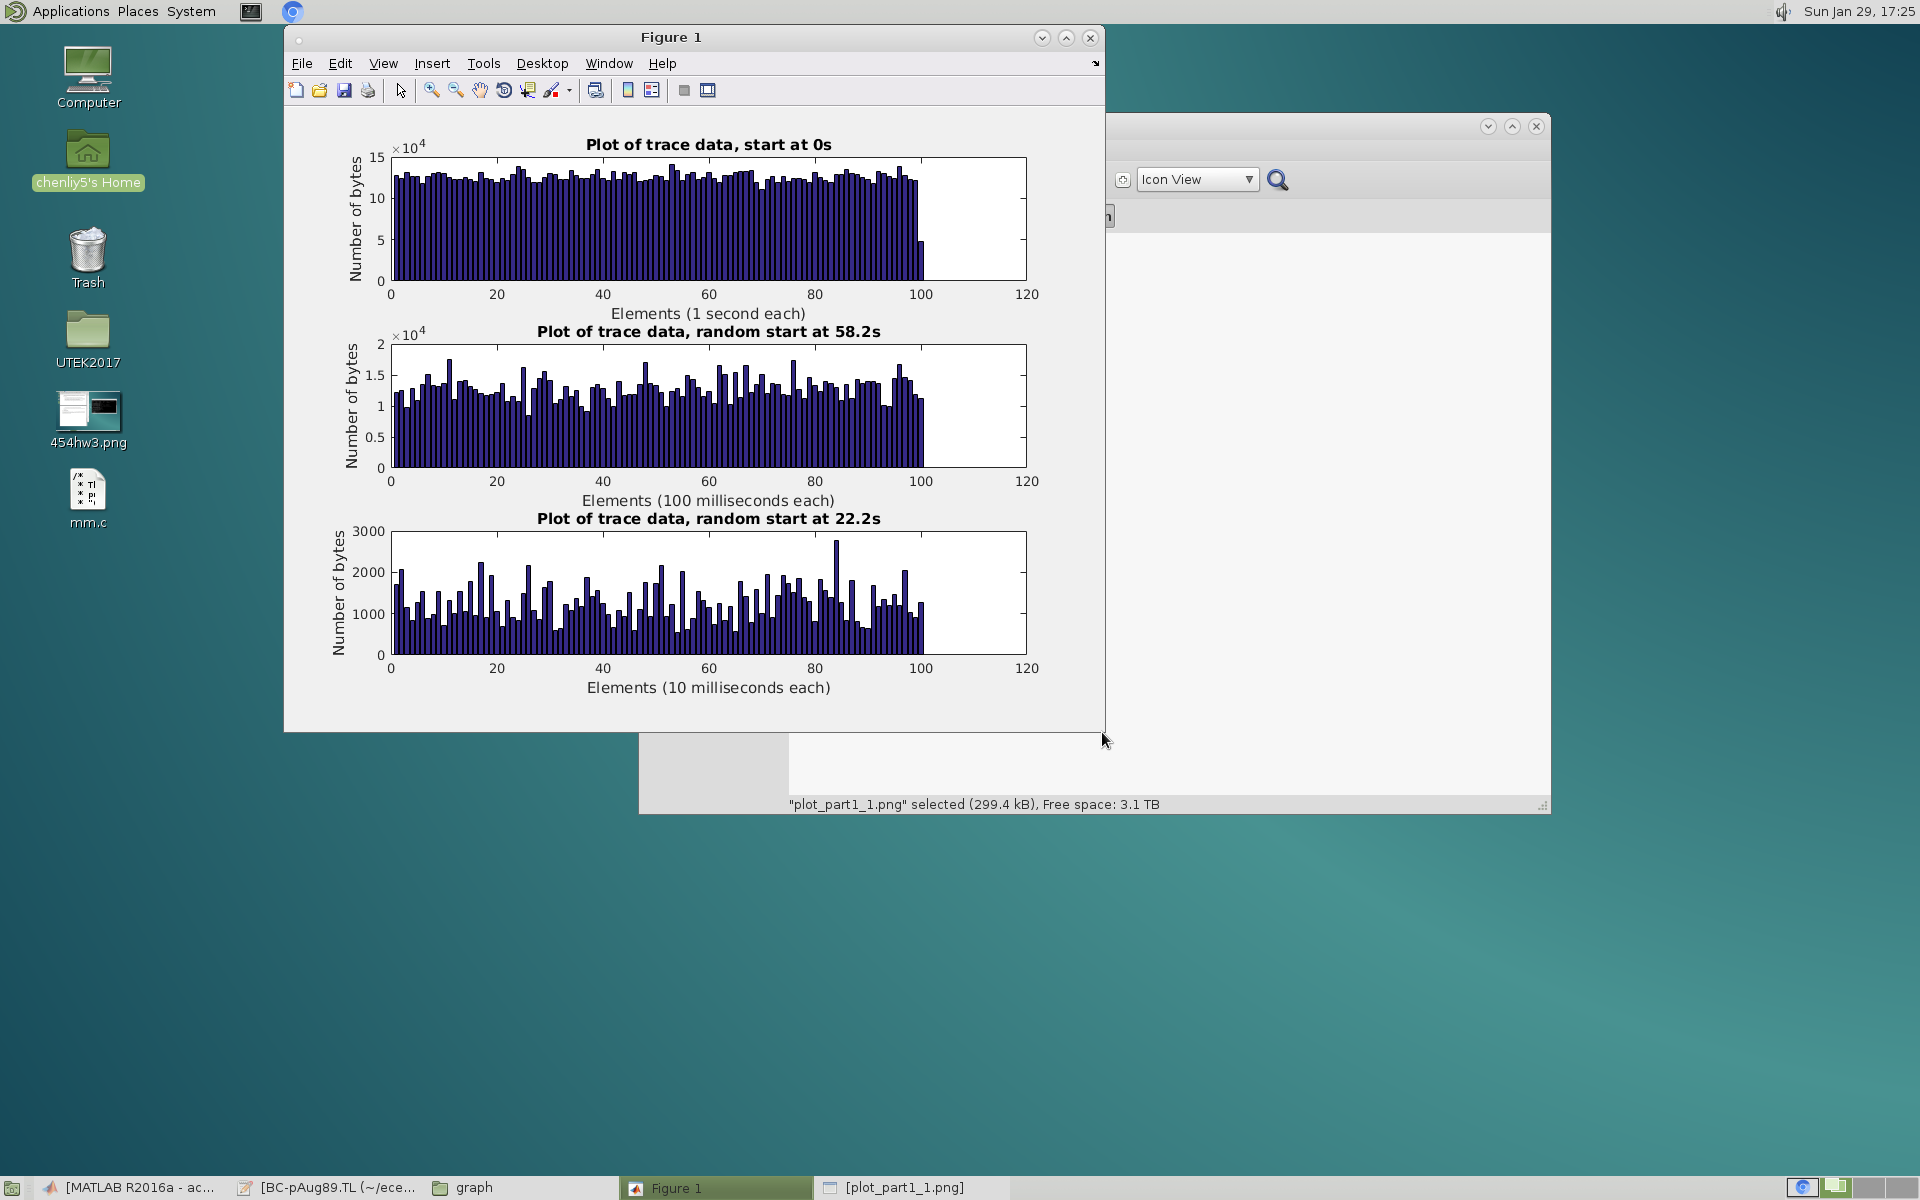 Applications Places System
Sun Jan 29, 17:25
Computer
chenliy5's Home
Trash
UTEK2017
454hw3.png
mm.c
Figure 1
File Edit View Insert Tools Desktop Window Help
Icon View
Plot of trace data, start at 0s
×10^4
Number of bytes
15
10
5
0
0 20 40 60 80 100 120
Elements (1 second each)
Plot of trace data, random start at 58.2s
×10^4
Number of bytes
2
1.5
1
0.5
0
0 20 40 60 80 100 120
Elements (100 milliseconds each)
Plot of trace data, random start at 22.2s
Number of bytes
3000
2000
1000
0
0 20 40 60 80 100 120
Elements (10 milliseconds each)
"plot_part1_1.png" selected (299.4 kB), Free space: 3.1 TB
[MATLAB R2016a - ac... [BC-pAug89.TL (~/ece... graph Figure 1 [plot_part1_1.png]